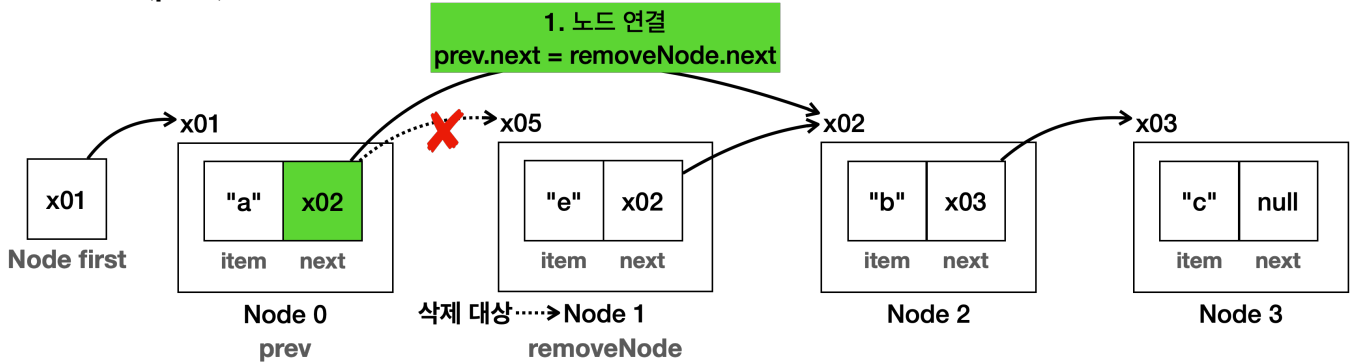 1. 노드 연결
prev.next = removeNode.next
x01
x05
x02
x03
x01
"a"
x02
"e"
x02
"b"
x03
"c"
null
Node first
item
next
item
next
item
next
item
next
Node 0
삭제 대상
Node 1
Node 2
Node 3
prev
removeNode